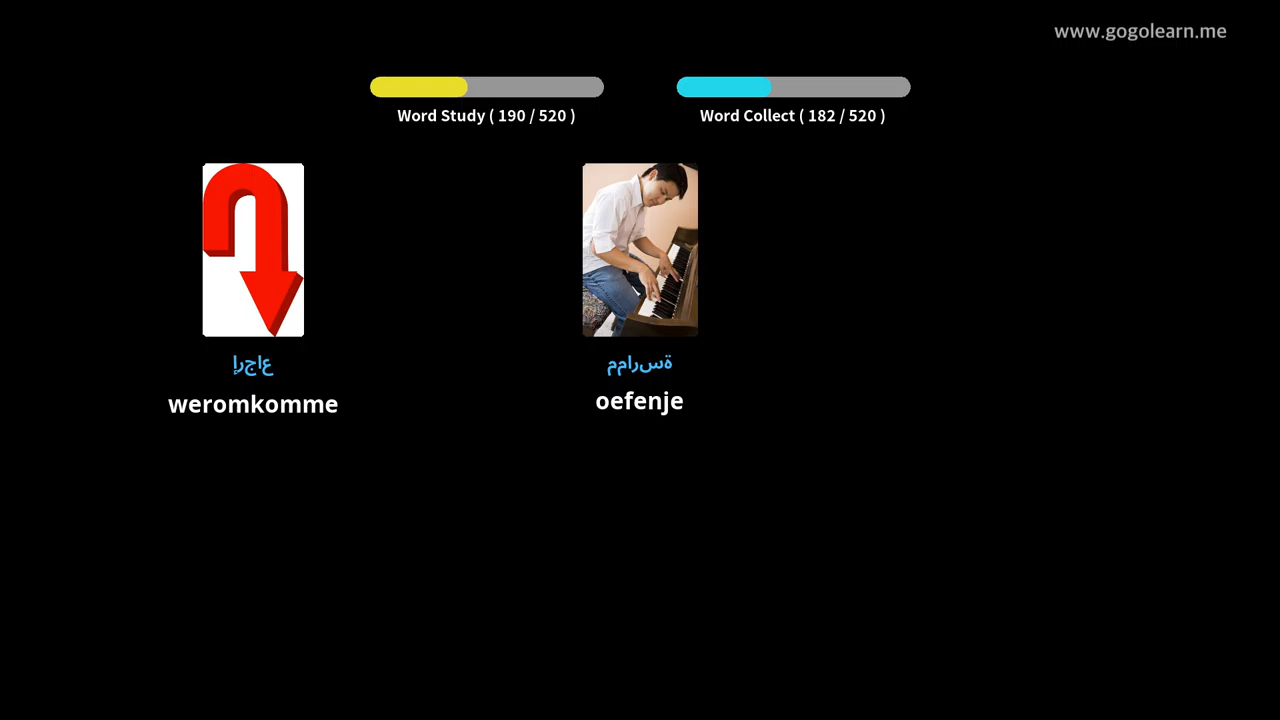 www.gogolearn.me
Word Study ( 190 / 520 )
Word Collect ( 182 / 520 )
إرجاع
ممارسة
weromkomme
oefenje